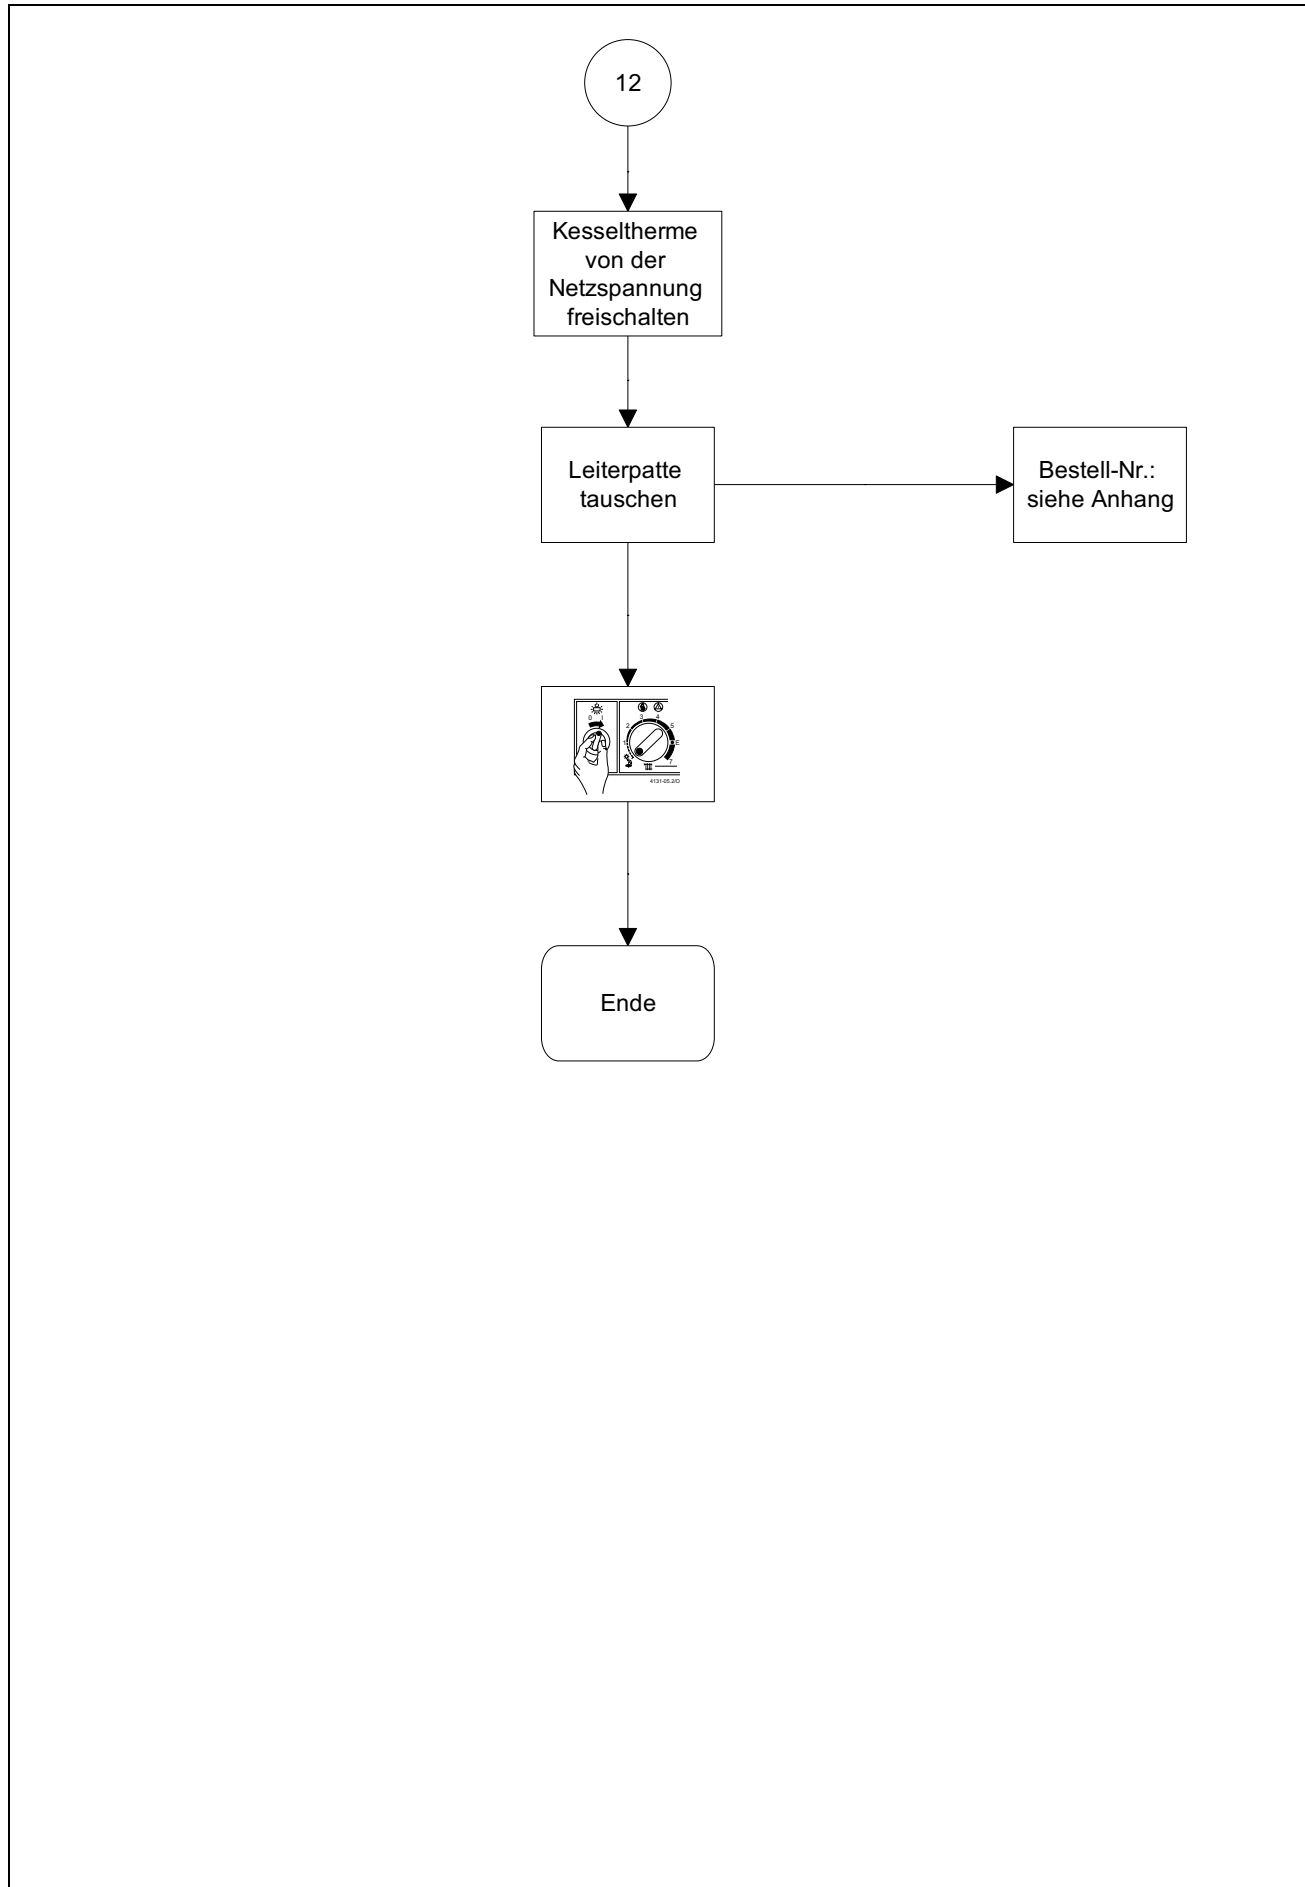 12
Kesseltherme
von der
Netzspannung
freischalten
Leiterpatte
tauschen
Bestell-Nr.:
siehe Anhang
0 I
3 4
2 5
1 E
7
4131-05.2/O
Ende